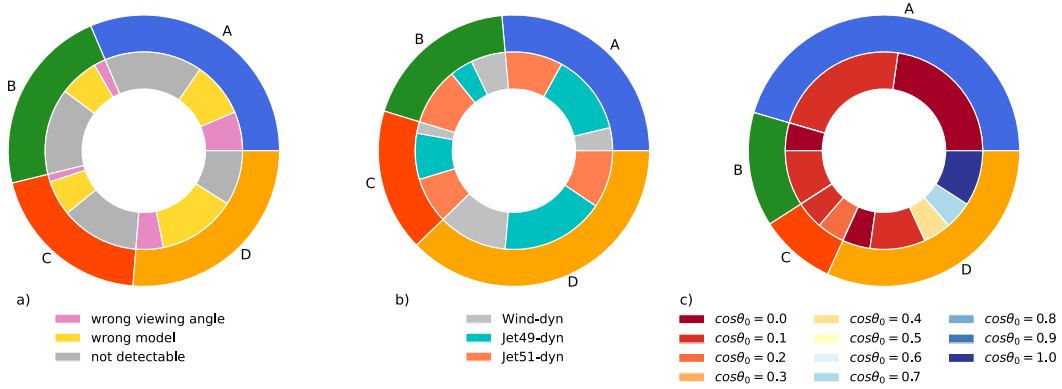 A
B
C
D
a)
wrong viewing angle
wrong model
not detectable
A
B
C
D
b)
Wind-dyn
Jet49-dyn
Jet51-dyn
A
B
C
D
c)
cosθ₀ = 0.0
cosθ₀ = 0.1
cosθ₀ = 0.2
cosθ₀ = 0.3
cosθ₀ = 0.4
cosθ₀ = 0.5
cosθ₀ = 0.6
cosθ₀ = 0.7
cosθ₀ = 0.8
cosθ₀ = 0.9
cosθ₀ = 1.0